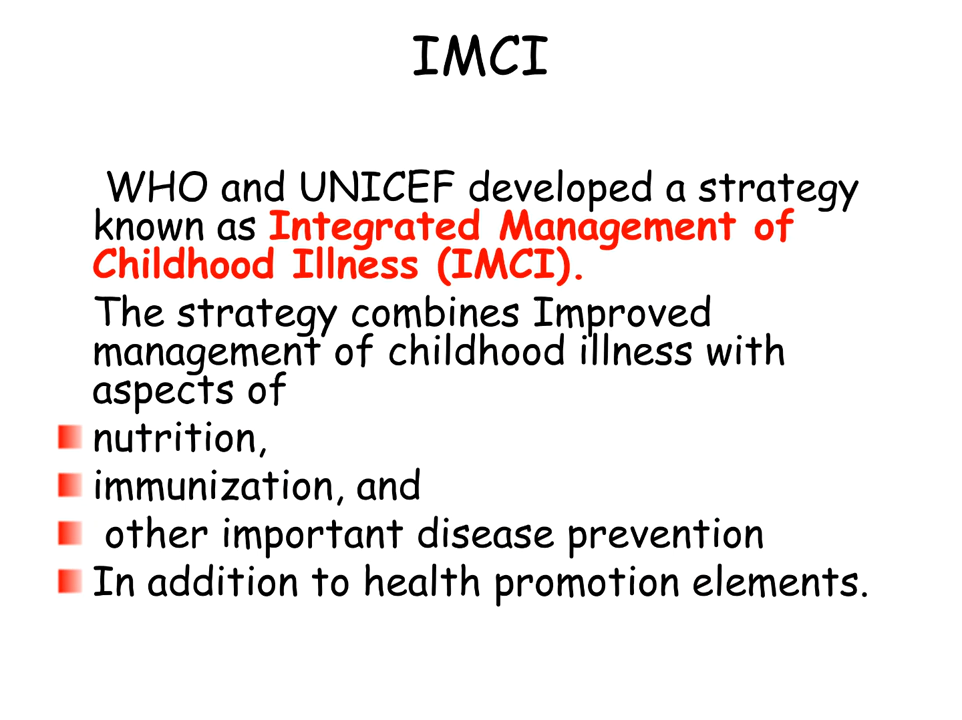 IMCI
WHO and UNICEF developed a strategy
known as Integrated Management of
Childhood Illness (IMCI).
The strategy combines Improved
management of childhood illness with
aspects of
nutrition,
immunization, and
other important disease prevention
In addition to health promotion elements.